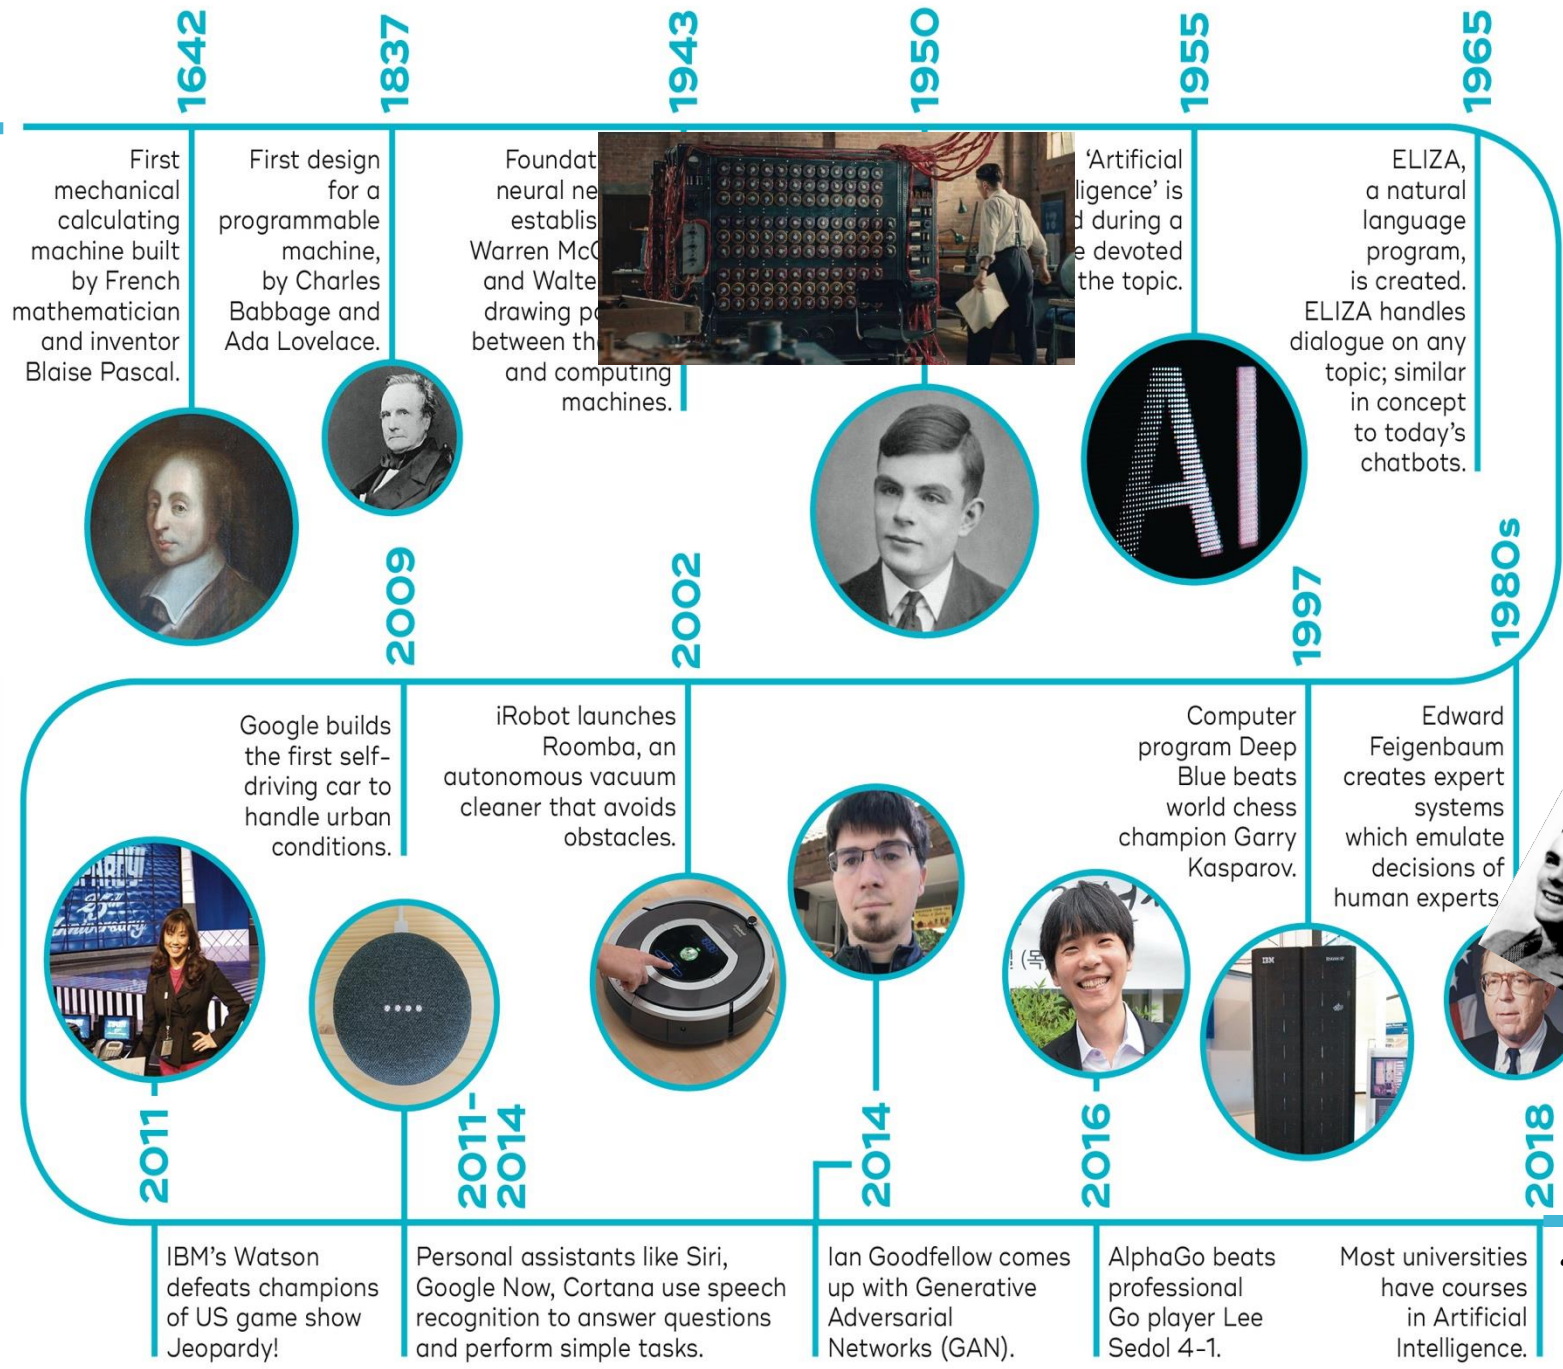 1642
First
mechanical
calculating
machine built
by French
mathematician
and inventor
Blaise Pascal.
1837
First design
for a
programmable
machine,
by Charles
Babbage and
Ada Lovelace.
1943
Foundat
neural ne
establis
Warren McC
and Walte
drawing pa
between th
and computing
machines.
1950
1955
'Artificial
ligence' is
d during a
e devoted
the topic.
AI
1965
ELIZA,
a natural
language
program,
is created.
ELIZA handles
dialogue on any
topic; similar
in concept
to today's
chatbots.
1980s
Edward
Feigenbaum
creates expert
systems
which emulate
decisions of
human experts
1997
Computer
program Deep
Blue beats
world chess
champion Garry
Kasparov.
IBM
2002
iRobot launches
Roomba, an
autonomous vacuum
cleaner that avoids
obstacles.
2009
Google builds
the first self-
driving car to
handle urban
conditions.
Anniversary
2011
IBM's Watson
defeats champions
of US game show
Jeopardy!
2011-
2014
Personal assistants like Siri,
Google Now, Cortana use speech
recognition to answer questions
and perform simple tasks.
2014
Ian Goodfellow comes
up with Generative
Adversarial
Networks (GAN).
(목
2016
AlphaGo beats
professional
Go player Lee
Sedol 4-1.
2018
Most universities
have courses
in Artificial
Intelligence.